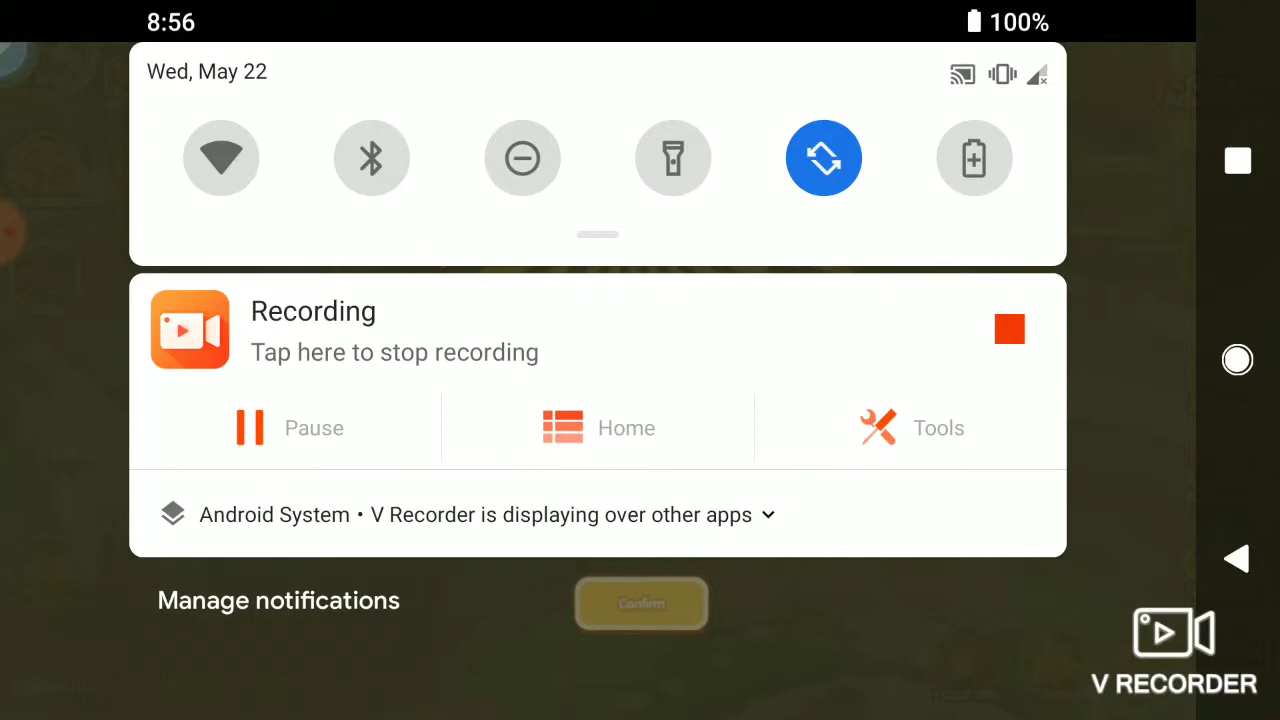 8:56
100%
Wed, May 22
Recording
Tap here to stop recording
Pause
Home
Tools
Android System • V Recorder is displaying over other apps
Manage notifications
Confirm
V RECORDER